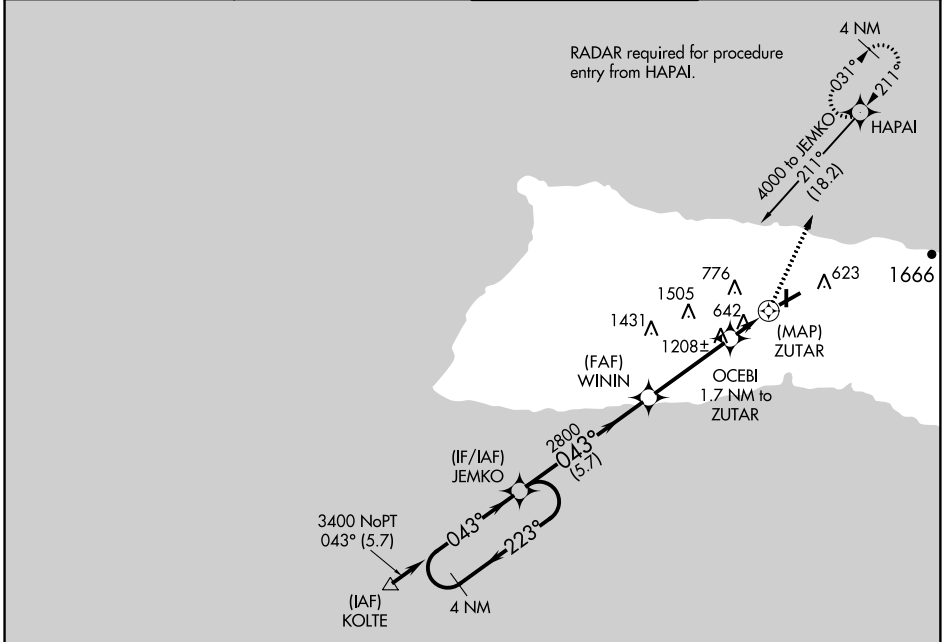 4 NM
RADAR required for procedure
entry from HAPAI.
031°
211°
HAPAI
4000 to JEMKO
211°
(18.2)
776
623
1666
1505
642
1431
1208±
(MAP)
ZUTAR
(FAF)
WININ
OCEBI
1.7 NM to
ZUTAR
2800
043°
(5.7)
(IF/IAF)
JEMKO
3400 NoPT
043° (5.7)
043°
223°
4 NM
(IAF)
KOLTE